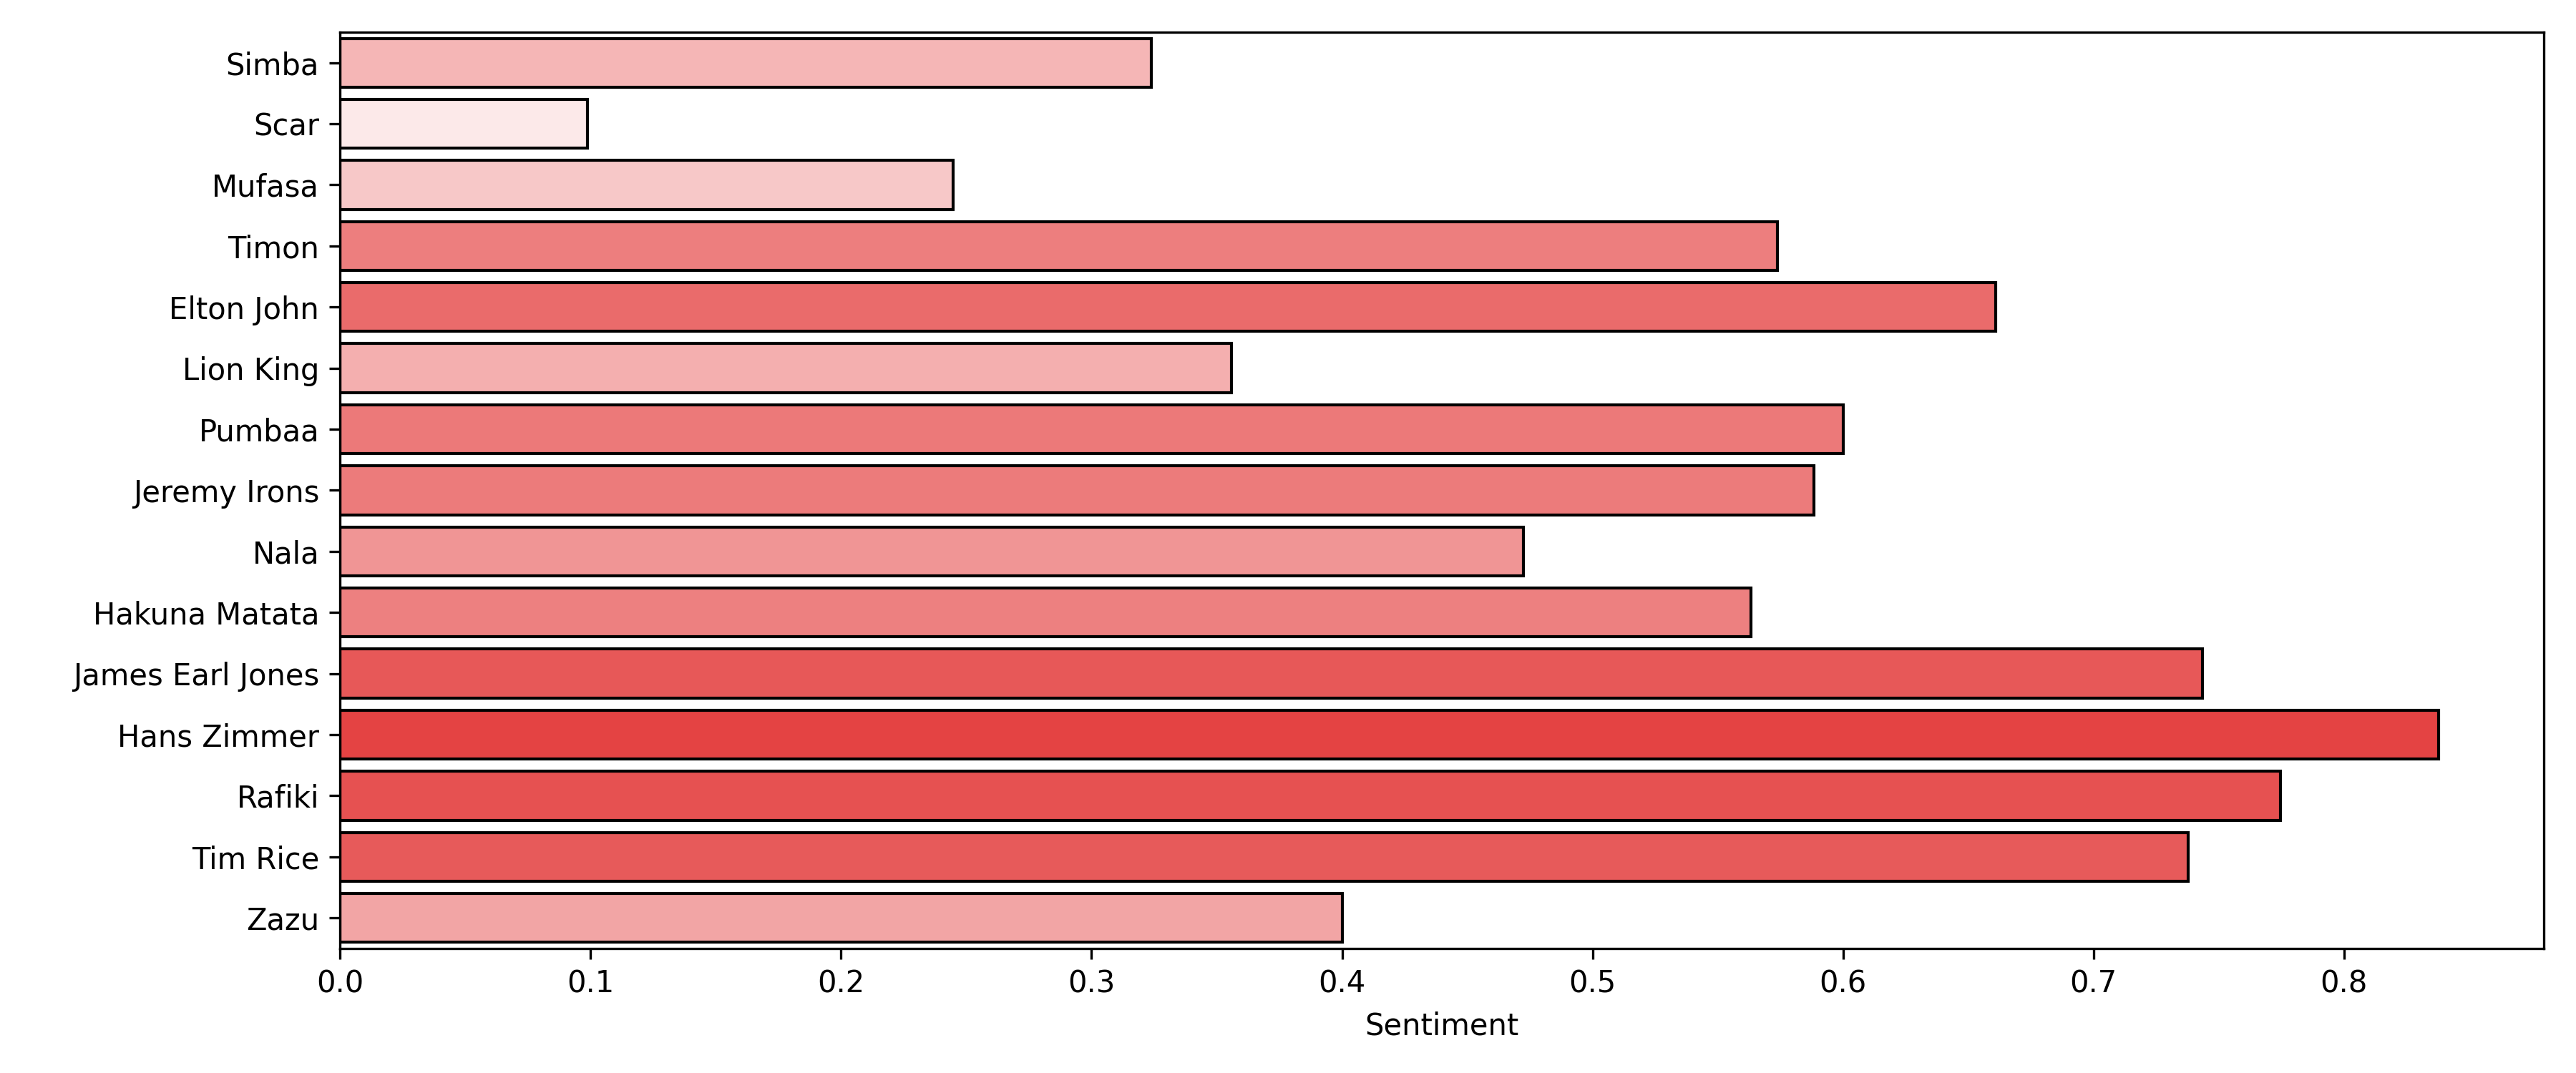 Simba
Scar
Mufasa
Timon
Elton John
Lion King
Pumbaa
Jeremy Irons
Nala
Hakuna Matata
James Earl Jones
Hans Zimmer
Rafiki
Tim Rice
Zazu
0.0 0.1 0.2 0.3 0.4 0.5 0.6 0.7 0.8
Sentiment